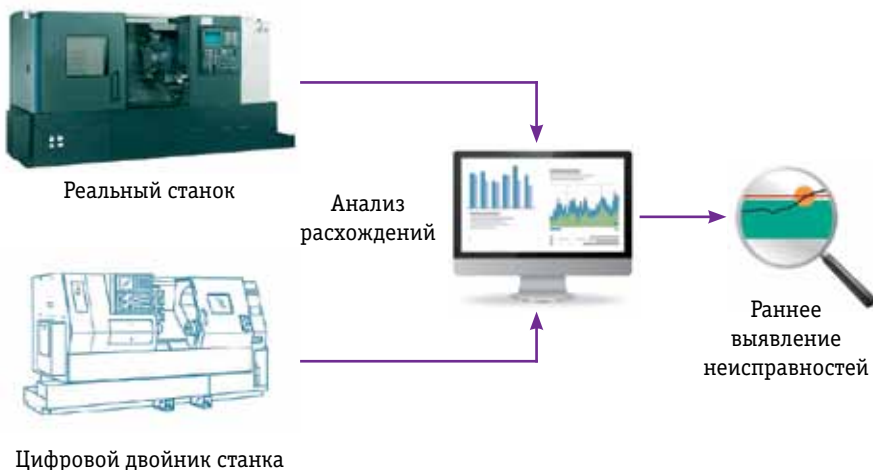 Реальный станок
Анализ
расхождений
Раннее
выявление
неисправностей
Цифровой двойник станка